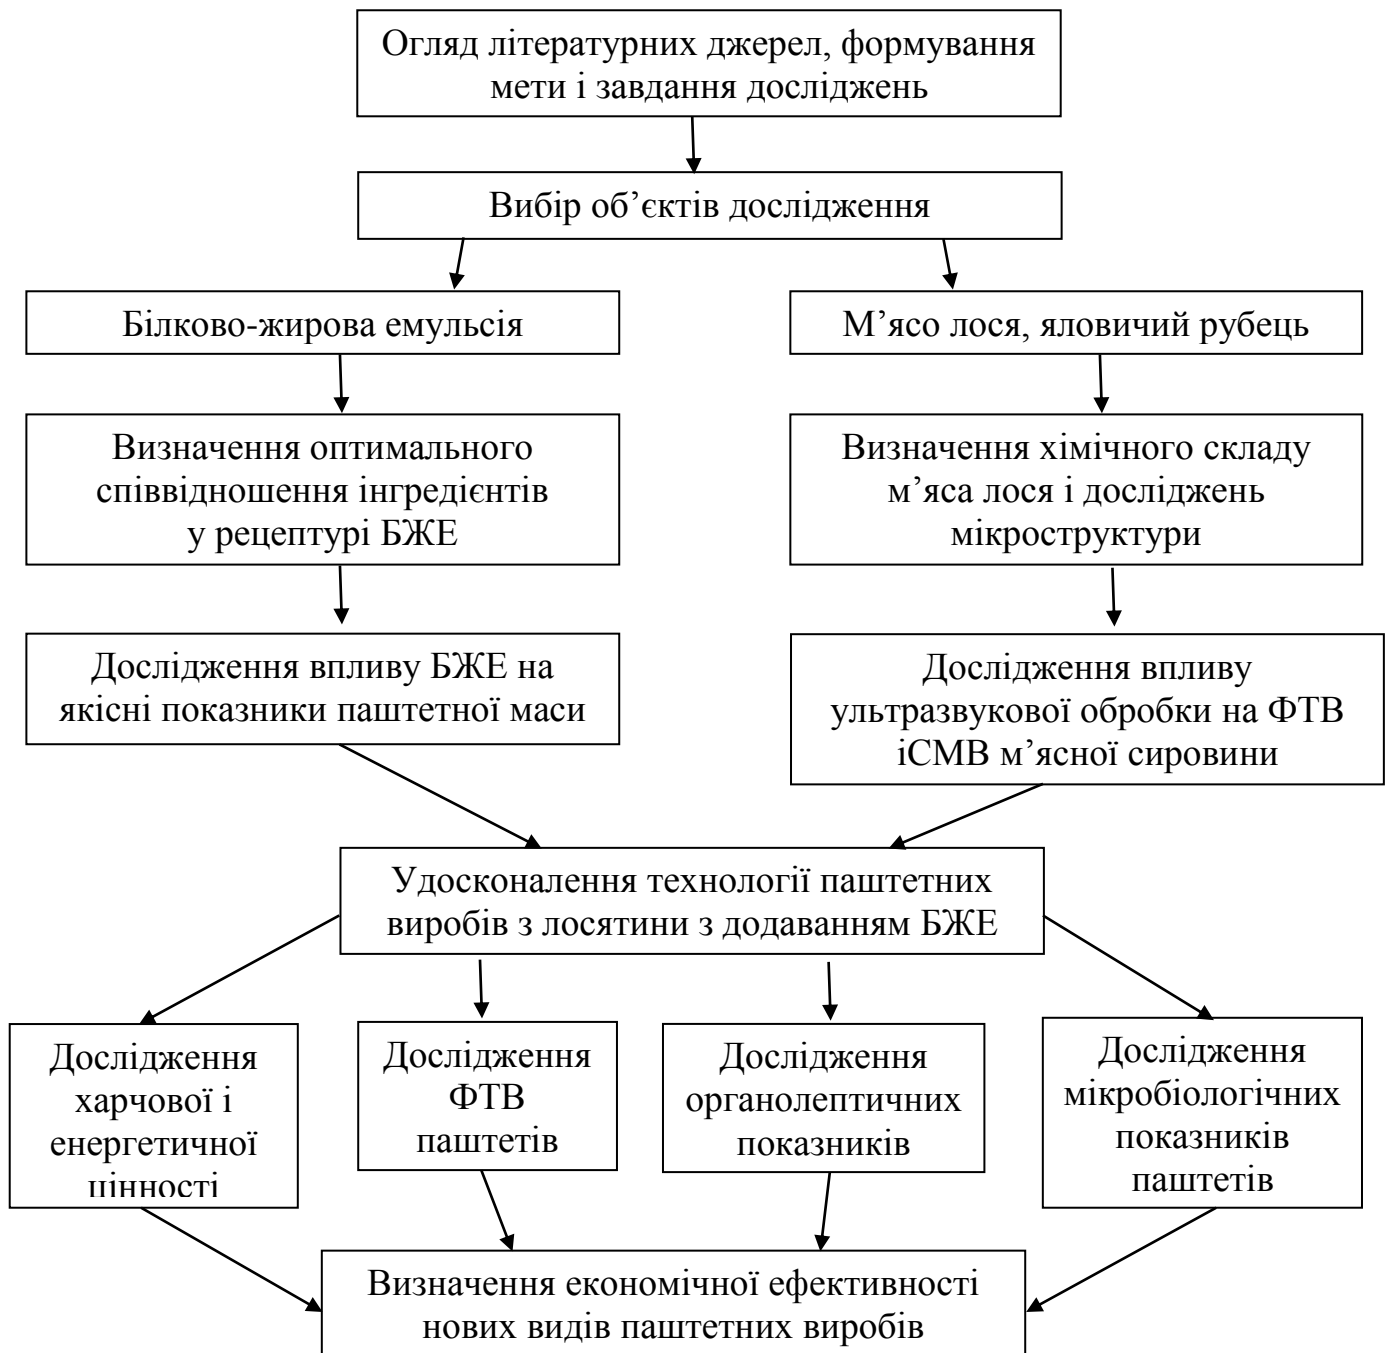 Огляд літературних джерел, формування
мети і завдання досліджень
Вибір об’єктів дослідження
Білково-жирова емульсія
М’ясо лося, яловичий рубець
Визначення оптимального
співвідношення інгредієнтів
у рецептурі БЖЕ
Визначення хімічного складу
м’яса лося і досліджень
мікроструктури
Дослідження впливу БЖЕ на
якісні показники паштетної маси
Дослідження впливу
ультразвукової обробки на ФТВ
іСМВ м’ясної сировини
Удосконалення технології паштетних
виробів з лосятини з додаванням БЖЕ
Дослідження
харчової і
енергетичної
цінності
Дослідження
ФТВ
паштетів
Дослідження
органолептичних
показників
Дослідження
мікробіологічних
показників
паштетів
Визначення економічної ефективності
нових видів паштетних виробів